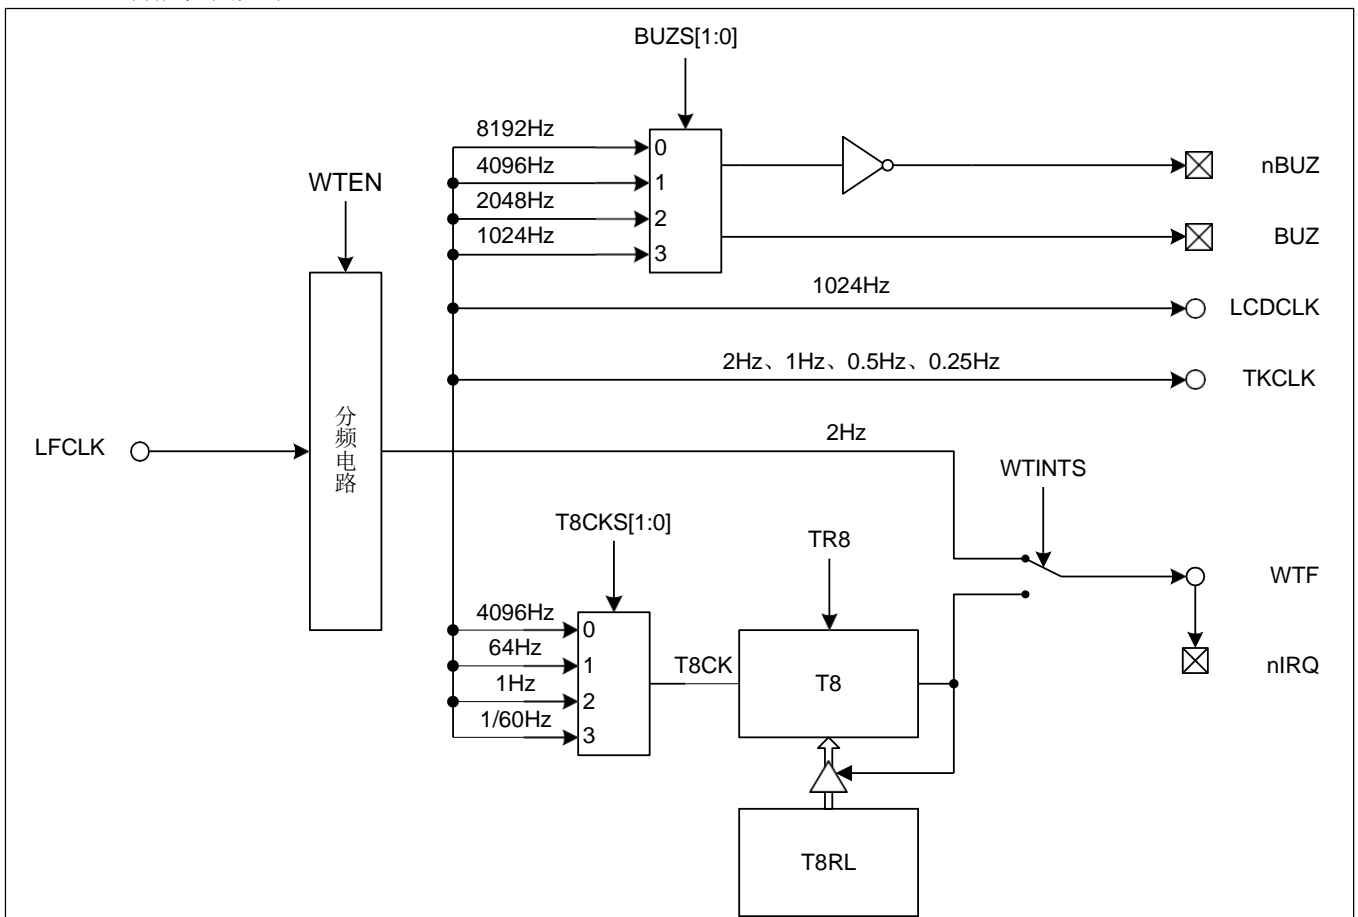 BUZS[1:0]
8192Hz
0
4096Hz
1
nBUZ
WTEN
2048Hz
2
1024Hz
3
BUZ
1024Hz
LCDCLK
2Hz、1Hz、0.5Hz、0.25Hz
TKCLK
分频电路
LFCLK
2Hz
WTINTS
T8CKS[1:0]
TR8
WTF
4096Hz
0
64Hz
1
T8CK
T8
nIRQ
1Hz
2
1/60Hz
3
T8RL